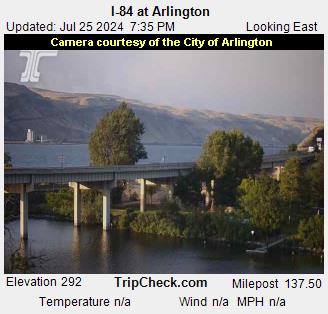 I-84 at Arlington
Updated: Jul 25 2024 7:35 PM Looking East
Camera courtesy of the City of Arlington
Elevation 292 TripCheck.com Milepost 137.50
Temperature n/a Wind n/a MPH n/a